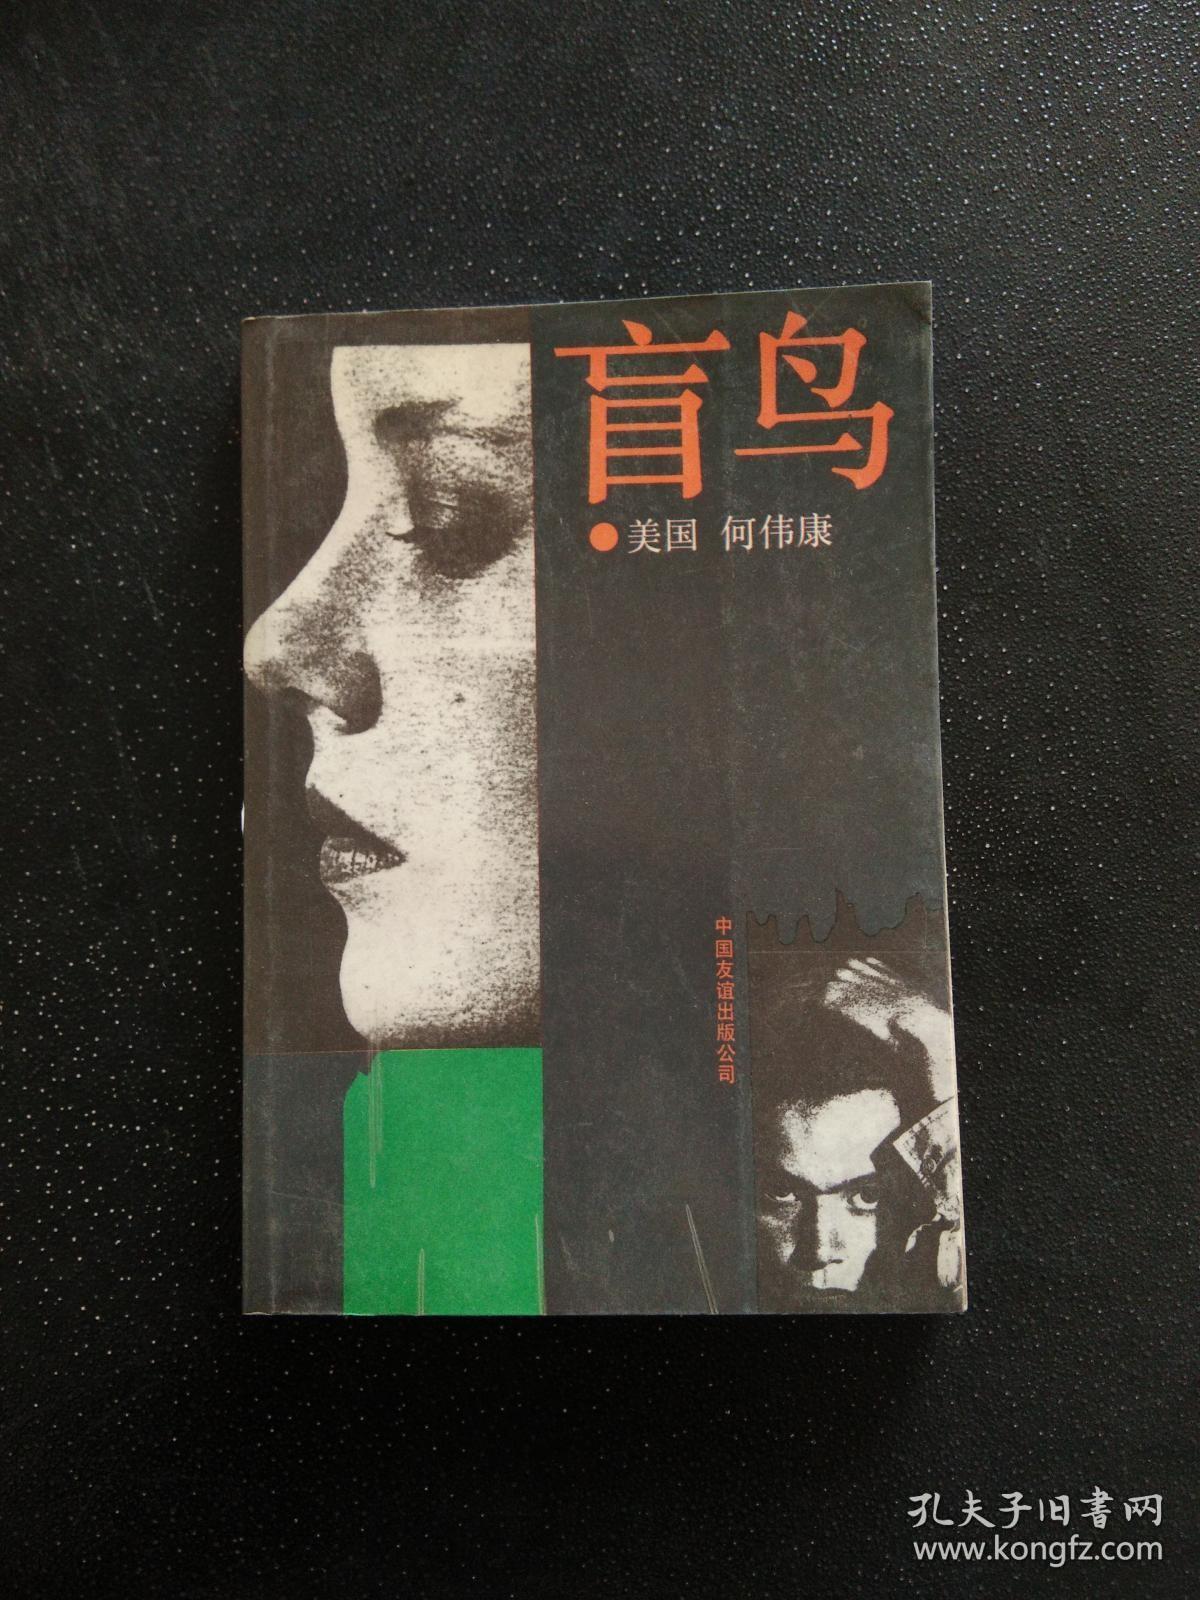 盲鸟
●美国 何伟康
中国友谊出版公司
孔夫子旧書网
www.kongfz.com